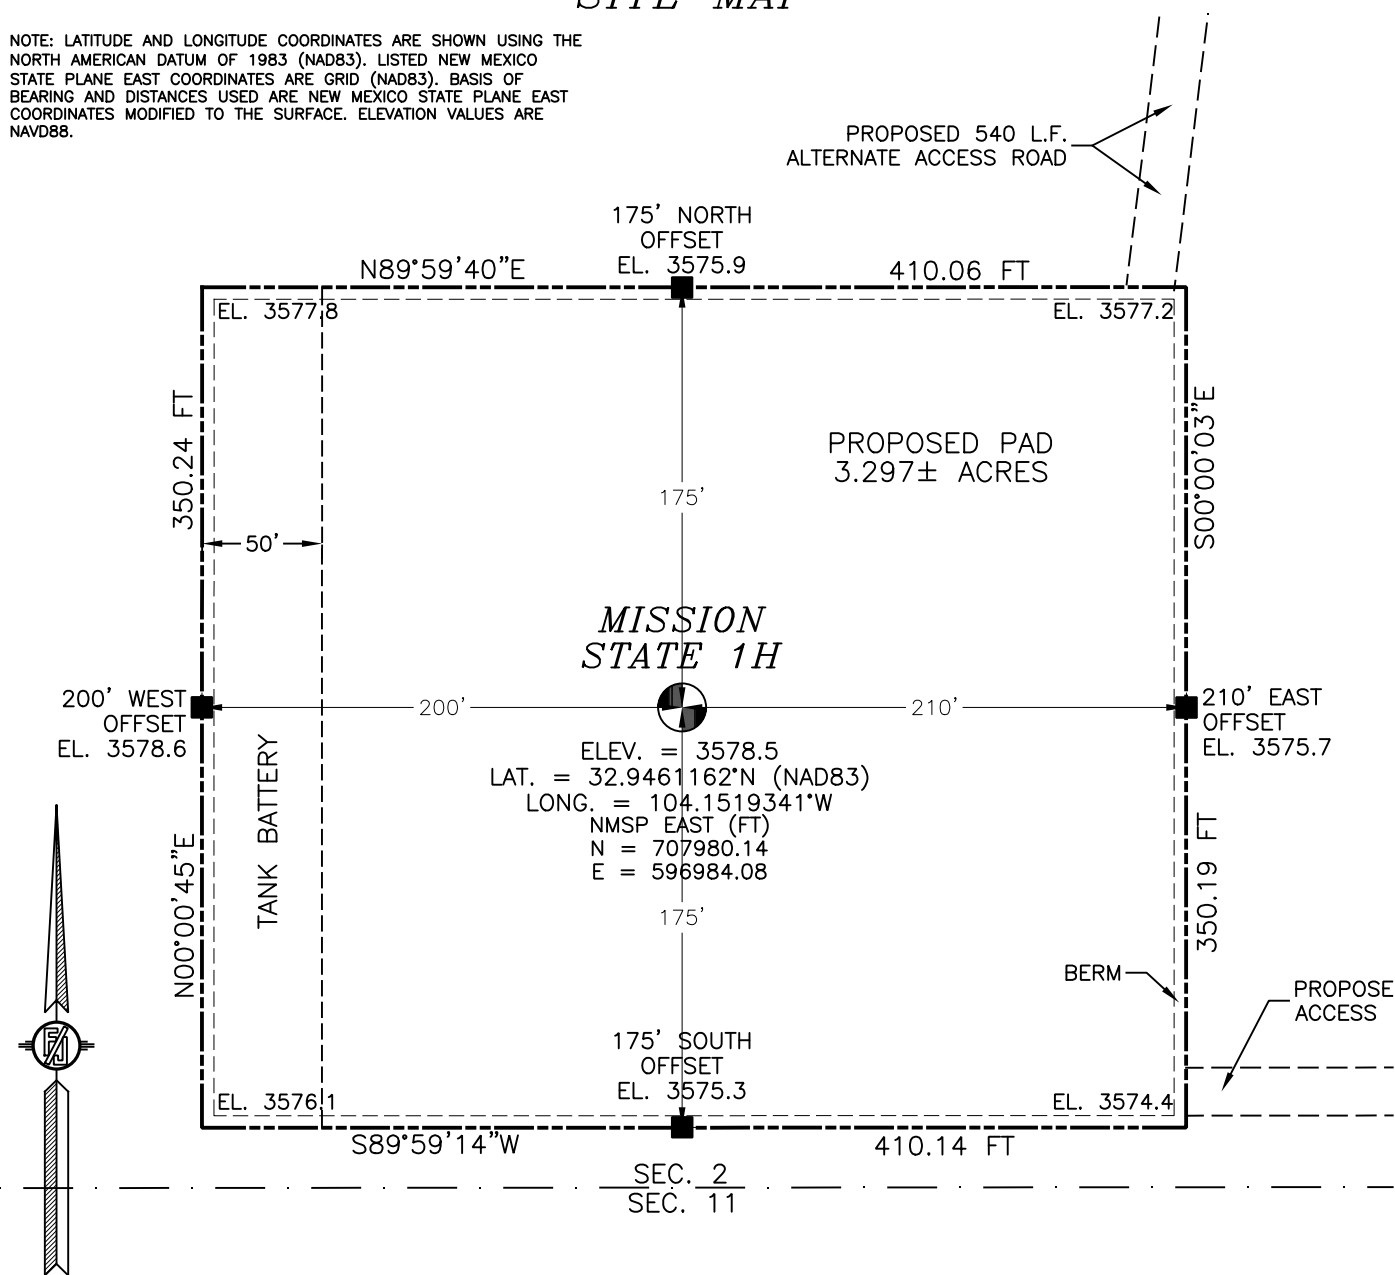 SITE MAP
NOTE: LATITUDE AND LONGITUDE COORDINATES ARE SHOWN USING THE
NORTH AMERICAN DATUM OF 1983 (NAD83). LISTED NEW MEXICO
STATE PLANE EAST COORDINATES ARE GRID (NAD83). BASIS OF
BEARING AND DISTANCES USED ARE NEW MEXICO STATE PLANE EAST
COORDINATES MODIFIED TO THE SURFACE. ELEVATION VALUES ARE
NAVD88.
PROPOSED 540 L.F.
ALTERNATE ACCESS ROAD
175' NORTH
OFFSET
EL. 3575.9
N89°59'40"E
410.06 FT
EL. 3577.8
EL. 3577.2
350.24 FT
S00°00'03"E
PROPOSED PAD
3.297± ACRES
175'
50'
MISSION
STATE 1H
200' WEST
OFFSET
EL. 3578.6
200'
210'
210' EAST
OFFSET
EL. 3575.7
ELEV. = 3578.5
LAT. = 32.9461162°N (NAD83)
LONG. = 104.1519341°W
NMSP EAST (FT)
N = 707980.14
E = 596984.08
TANK BATTERY
N00°00'45"E
350.19 FT
175'
BERM
PROPOSE
ACCESS
175' SOUTH
OFFSET
EL. 3575.3
EL. 3576.1
EL. 3574.4
S89°59'14"W
410.14 FT
SEC. 2
SEC. 11